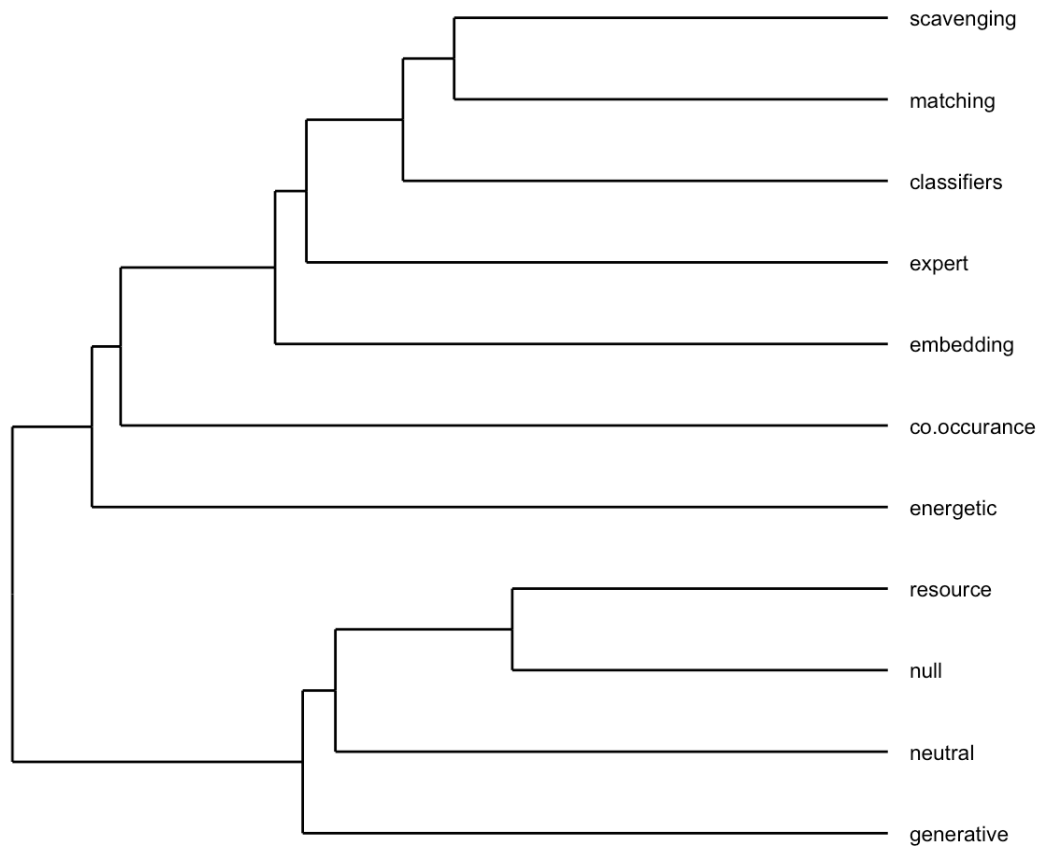 scavenging
matching
classifiers
expert
embedding
co.occurance
energetic
resource
null
neutral
generative